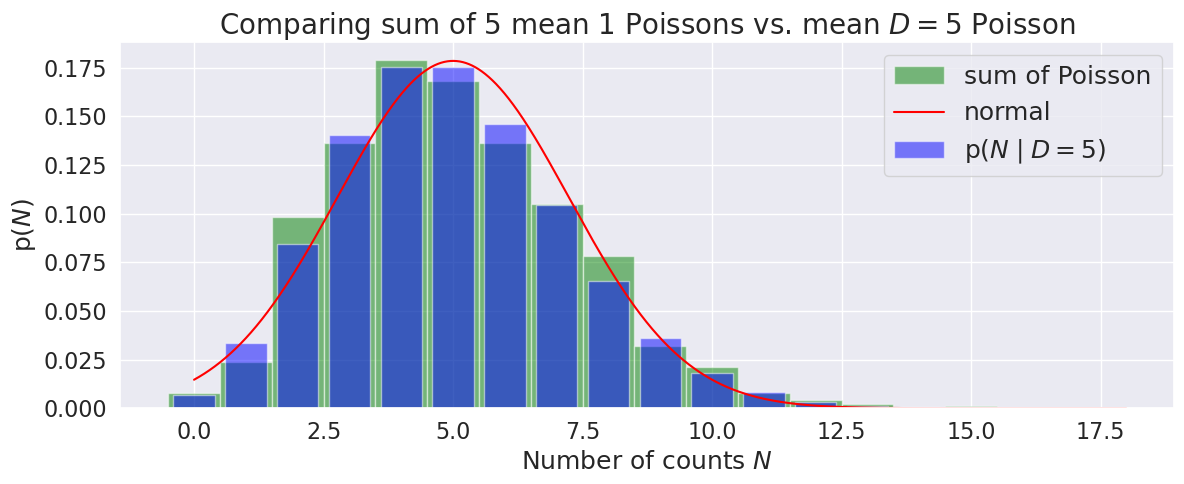 Comparing sum of 5 mean 1 Poissons vs. mean $D = 5$ Poisson
sum of Poisson
normal
p($N$ | $D = 5$)
p($N$)
0.175
0.150
0.125
0.100
0.075
0.050
0.025
0.000
0.0 2.5 5.0 7.5 10.0 12.5 15.0 17.5
Number of counts $N$